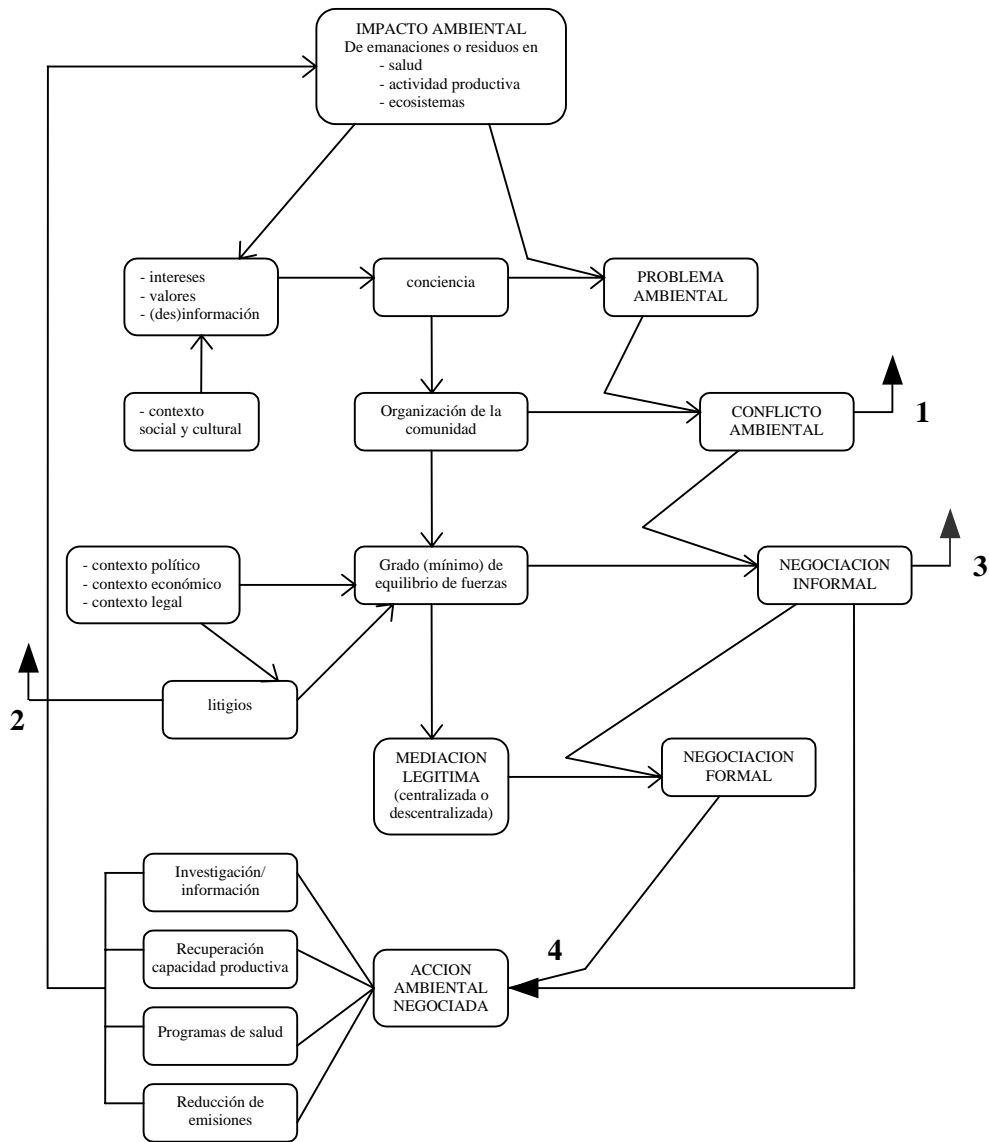 IMPACTO AMBIENTAL
De emanaciones o residuos en
- salud
- actividad productiva
- ecosistemas
- intereses
- valores
- (des)información
conciencia
PROBLEMA
AMBIENTAL
- contexto
social y cultural
Organización de la
comunidad
CONFLICTO
AMBIENTAL
1
- contexto político
- contexto económico
- contexto legal
Grado (mínimo) de
equilibrio de fuerzas
NEGOCIACION
INFORMAL
3
2
litigios
MEDIACION
LEGITIMA
(centralizada o
descentralizada)
NEGOCIACION
FORMAL
Investigación/
información
Recuperación
capacidad productiva
Programas de salud
Reducción de
emisiones
ACCION
AMBIENTAL
NEGOCIADA
4